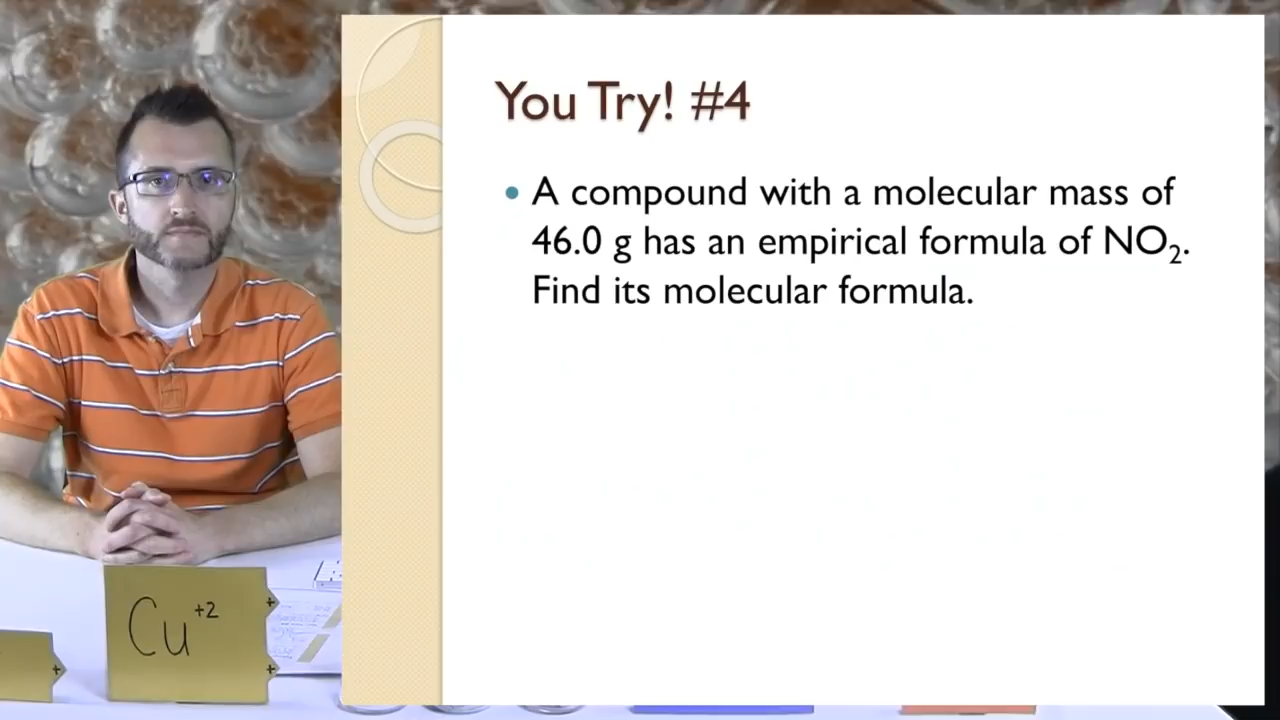 You Try! #4
• A compound with a molecular mass of
46.0 g has an empirical formula of NO₂.
Find its molecular formula.
Cu⁺²
+
+
+